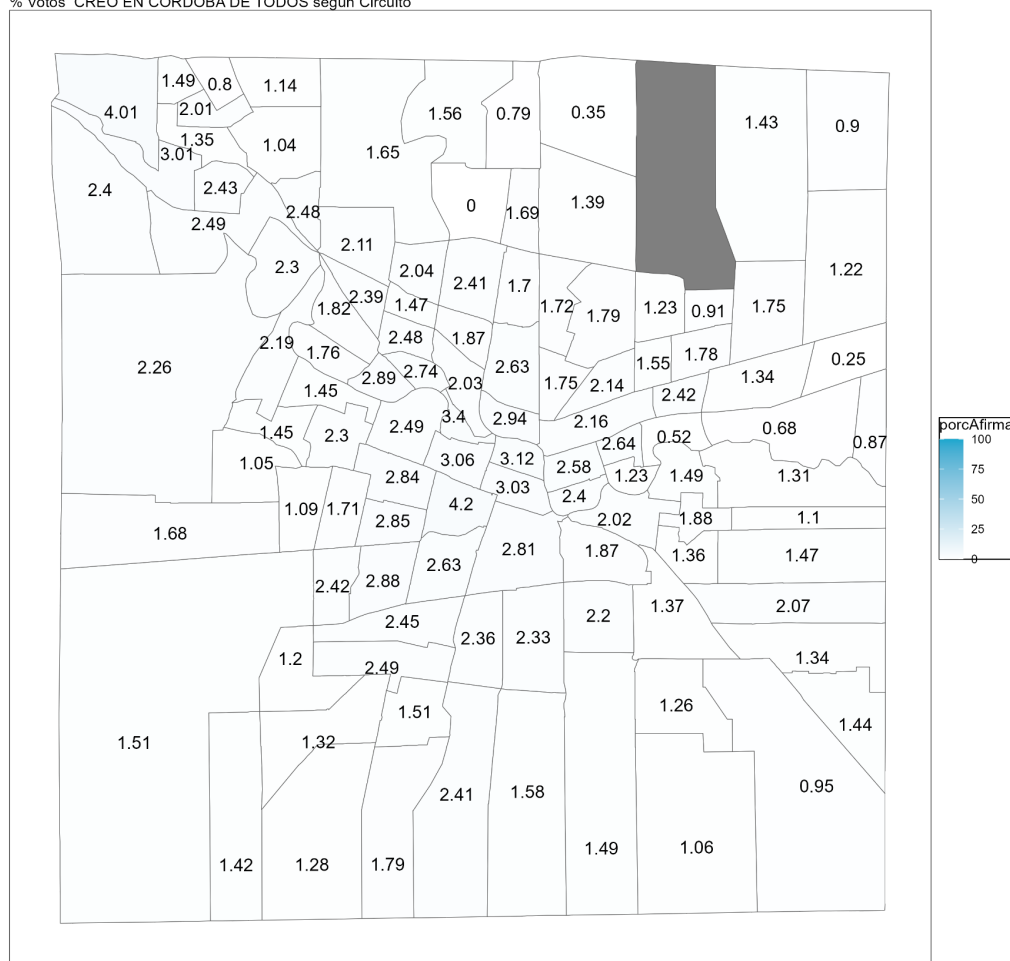 % Votos 'CREO EN CORDOBA DE TODOS según Circuito
1.49 0.8 1.14
4.01 2.01 1.56 0.79 0.35 1.43 0.9
1.35 1.04
3.01 1.65
2.4 2.43
2.48 0 1.69 1.39
2.49
2.11
2.3 2.04 2.41 1.7 1.22
1.82 2.39 1.47 1.72 1.79 1.23 0.91 1.75
2.19 1.76 2.48 1.87
2.26 2.89 2.74 2.03 2.63 1.55 1.78 0.25
1.45 1.75 2.14 1.34
2.42
1.45 2.3 2.49 3.4 2.94 2.16
2.64 0.52 0.68 0.87
1.05 3.06 3.12 2.58
2.84 3.03 1.23 1.49 1.31
1.09 1.71 4.2 2.4
1.68 2.85 2.02 1.88 1.1
2.81 1.87 1.36 1.47
2.42 2.88 2.63
2.45 2.2 1.37 2.07
2.36 2.33
1.2 2.49 1.34
1.51 1.26
1.51 1.32 1.44
2.41 1.58 0.95
1.42 1.28 1.79 1.49 1.06
porcAfirma
100
75
50
25
0